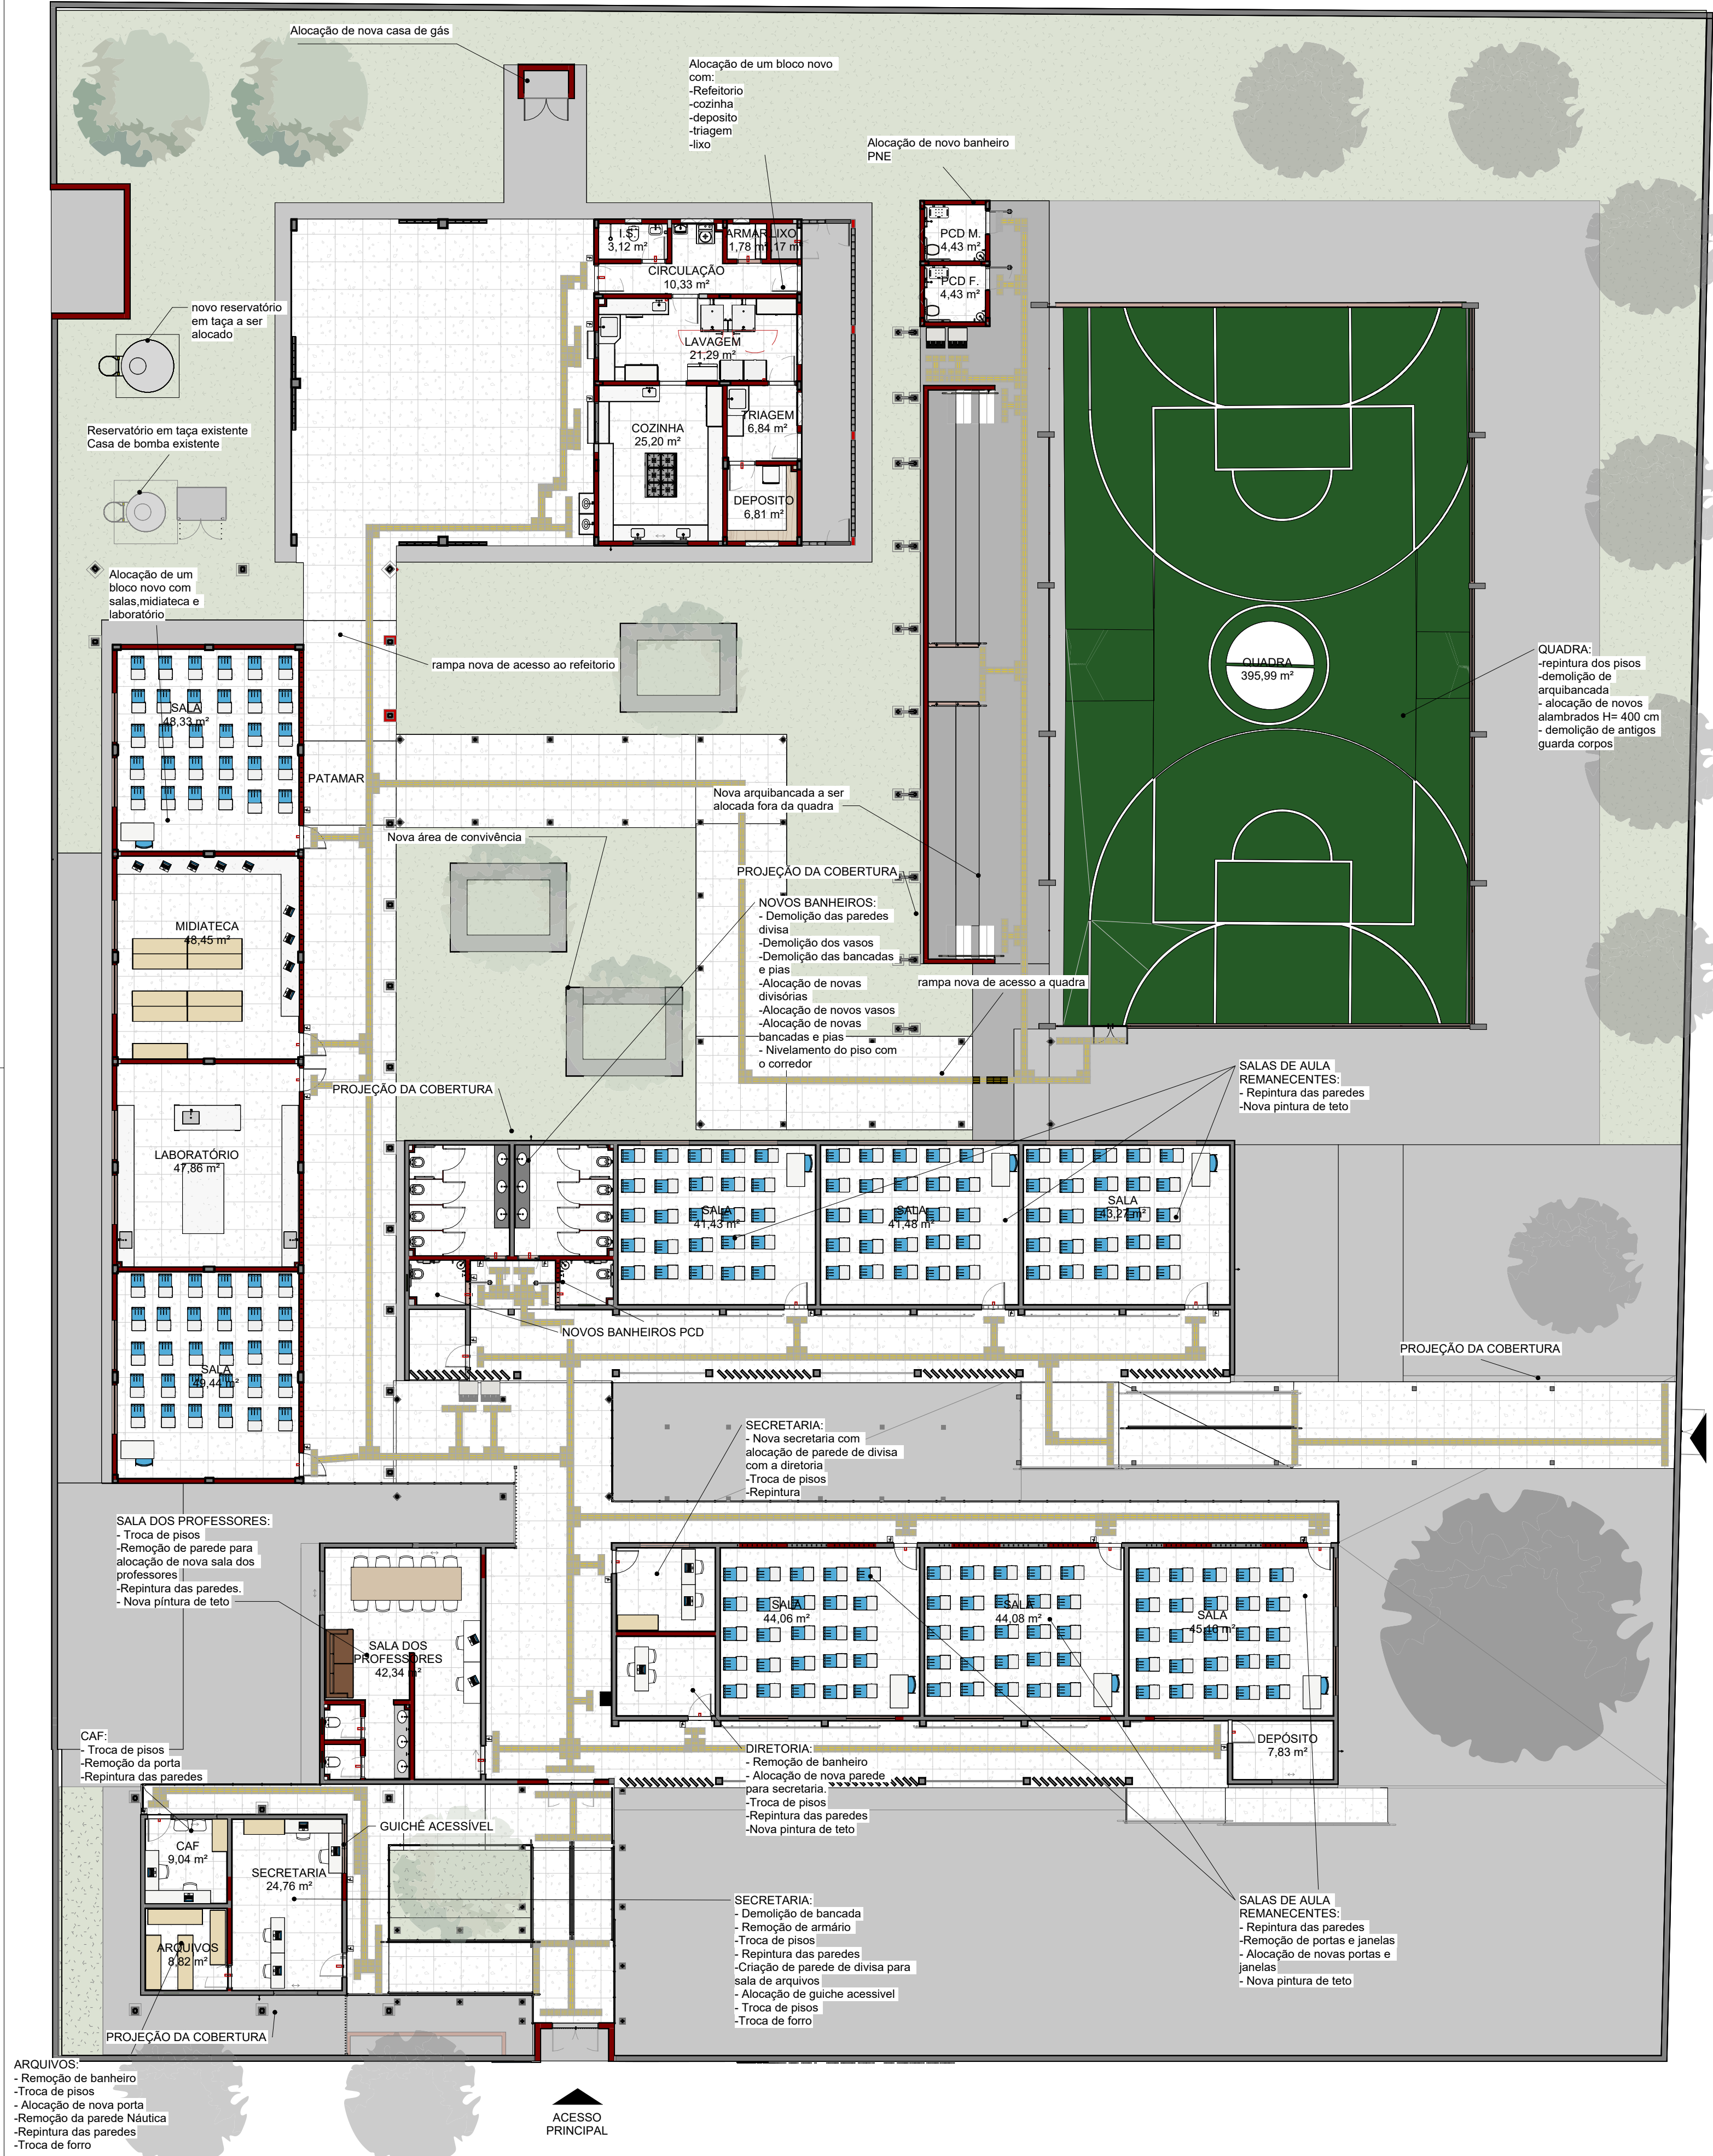 Alocação de nova casa de gás
Alocação de um bloco novo
com:
-Refeitorio
-cozinha
-deposito
-triagem
-lixo
Alocação de novo banheiro
PNE
I.S.
3,12 m²
ARMAR
1,78 m²
LIXO
,17 m²
CIRCULAÇÃO
10,33 m²
PCD M.
4,43 m²
PCD F.
4,43 m²
novo reservatório
em taça a ser
alocado
LAVAGEM
21,29 m²
Reservatório em taça existente
Casa de bomba existente
COZINHA
25,20 m²
TRIAGEM
6,84 m²
DEPOSITO
6,81 m²
Alocação de um
bloco novo com
salas,midiateca e
laboratório
rampa nova de acesso ao refeitorio
QUADRA
395,99 m²
QUADRA:
-repintura dos pisos
-demolição de
arquibancada
- alocação de novos
alambrados H= 400 cm
- demolição de antigos
guarda corpos
SALA
48,33 m²
PATAMAR
Nova arquibancada a ser
alocada fora da quadra
Nova área de convivência
PROJEÇÃO DA COBERTURA
NOVOS BANHEIROS:
- Demolição das paredes
divisa
-Demolição dos vasos
-Demolição das bancadas
e pias
-Alocação de novas
divisórias
-Alocação de novos vasos
-Alocação de novas
bancadas e pias
- Nivelamento do piso com
o corredor
MIDIATECA
48,45 m²
rampa nova de acesso a quadra
PROJEÇÃO DA COBERTURA
SALAS DE AULA
REMANECENTES:
- Repintura das paredes
-Nova pintura de teto
LABORATÓRIO
47,86 m²
SALA
41,43 m²
SALA
41,48 m²
SALA
43,27 m²
NOVOS BANHEIROS PCD
PROJEÇÃO DA COBERTURA
SALA
49,44 m²
SECRETARIA:
- Nova secretaria com
alocação de parede de divisa
com a diretoria
-Troca de pisos
-Repintura
SALA DOS PROFESSORES:
- Troca de pisos
-Remoção de parede para
alocação de nova sala dos
professores
-Repintura das paredes.
- Nova píntura de teto
SALA DOS
PROFESSORES
42,34 m²
SALA
44,06 m²
SALA
44,08 m²
SALA
45,16 m²
CAF:
- Troca de pisos
-Remoção da porta
-Repintura das paredes
DIRETORIA:
- Remoção de banheiro
- Alocação de nova parede
para secretaria.
-Troca de pisos
-Repintura das paredes
-Nova pintura de teto
DEPÓSITO
7,83 m²
GUICHÊ ACESSÍVEL
CAF
9,04 m²
SECRETARIA
24,76 m²
ARQUIVOS
8,82 m²
SECRETARIA:
- Demolição de bancada
- Remoção de armário
-Troca de pisos
- Repintura das paredes
-Criação de parede de divisa para
sala de arquivos
- Alocação de guiche acessivel
- Troca de pisos
-Troca de forro
SALAS DE AULA
REMANECENTES:
- Repintura das paredes
-Remoção de portas e janelas
- Alocação de novas portas e
janelas
- Nova pintura de teto
PROJEÇÃO DA COBERTURA
ARQUIVOS:
- Remoção de banheiro
-Troca de pisos
- Alocação de nova porta
-Remoção da parede Náutica
-Repintura das paredes
-Troca de forro
ACESSO
PRINCIPAL